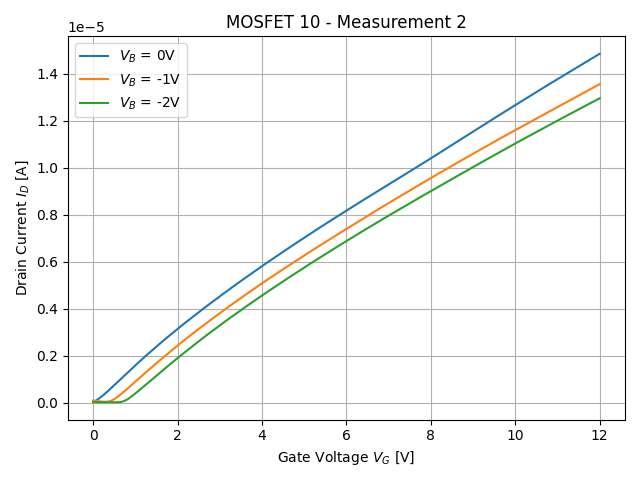 MOSFET 10 - Measurement 2
1e−5
V_B = 0V
V_B = -1V
V_B = -2V
1.4
1.2
1.0
0.8
0.6
0.4
0.2
0.0
Drain Current I_D [A]
0 2 4 6 8 10 12
Gate Voltage V_G [V]